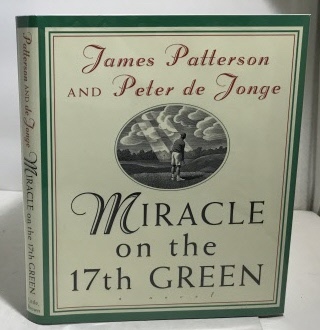 James Patterson
AND Peter de Jonge
MIRACLE
on the
17th GREEN
a novel
Patterson AND de Jonge MIRACLE on the 17th GREEN